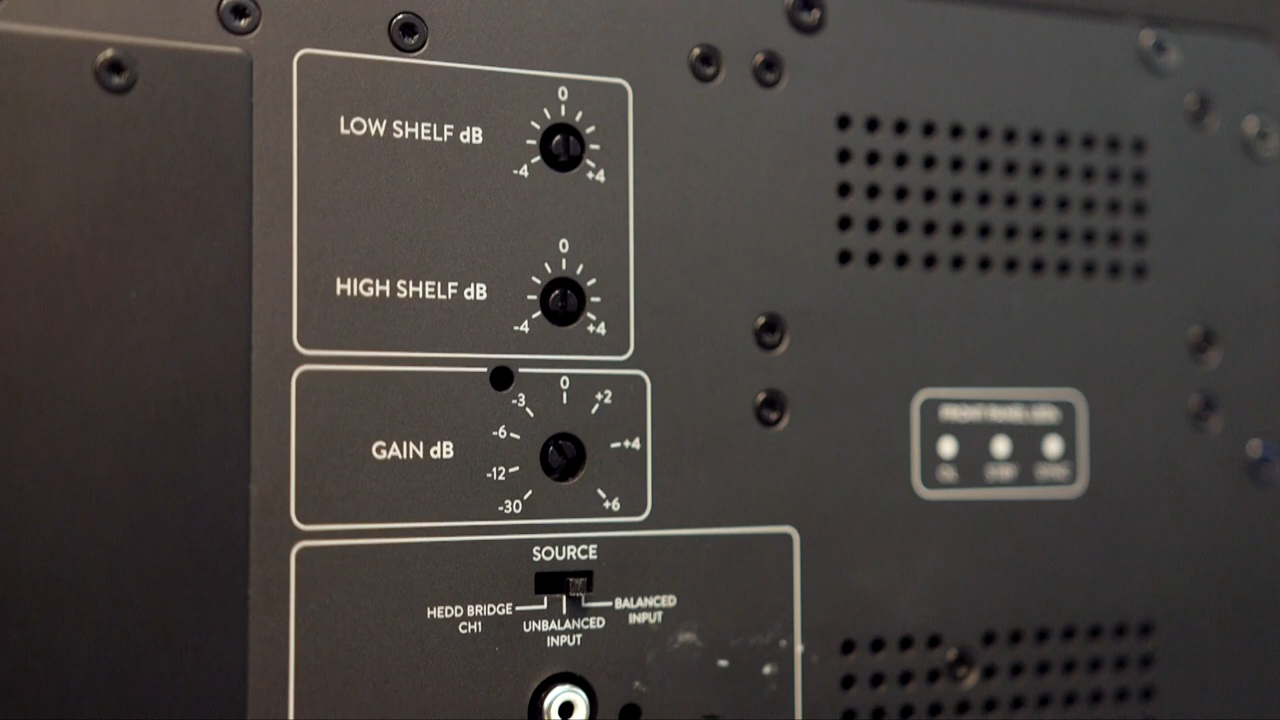 0
LOW SHELF dB
-4 +4
0
HIGH SHELF dB
-4 +4
0
-3 +2
-6 +4
GAIN dB
-12
-30 +6
SOURCE
HEDD BRIDGE
CH1
UNBALANCED
INPUT
BALANCED
INPUT